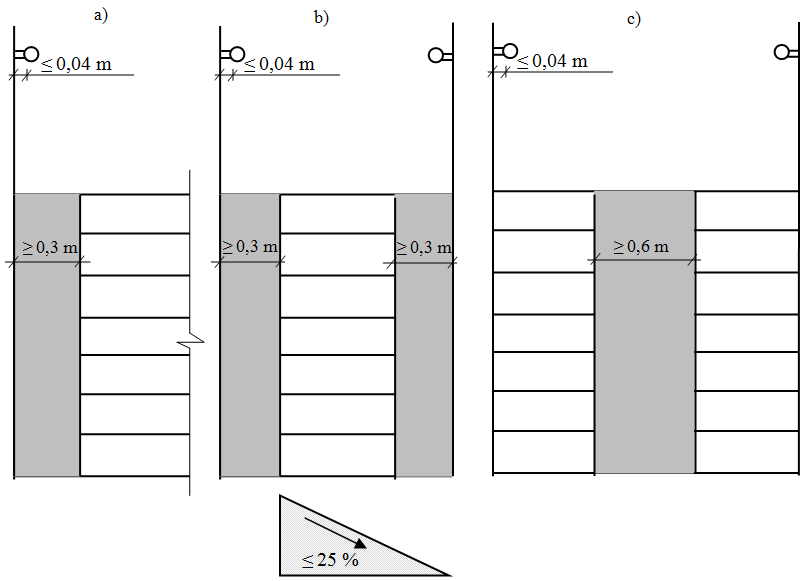 a)
b)
c)
≤ 0,04 m
≤ 0,04 m
≤ 0,04 m
≥ 0,3 m
≥ 0,3 m
≥ 0,3 m
≥ 0,6 m
≤ 25 %